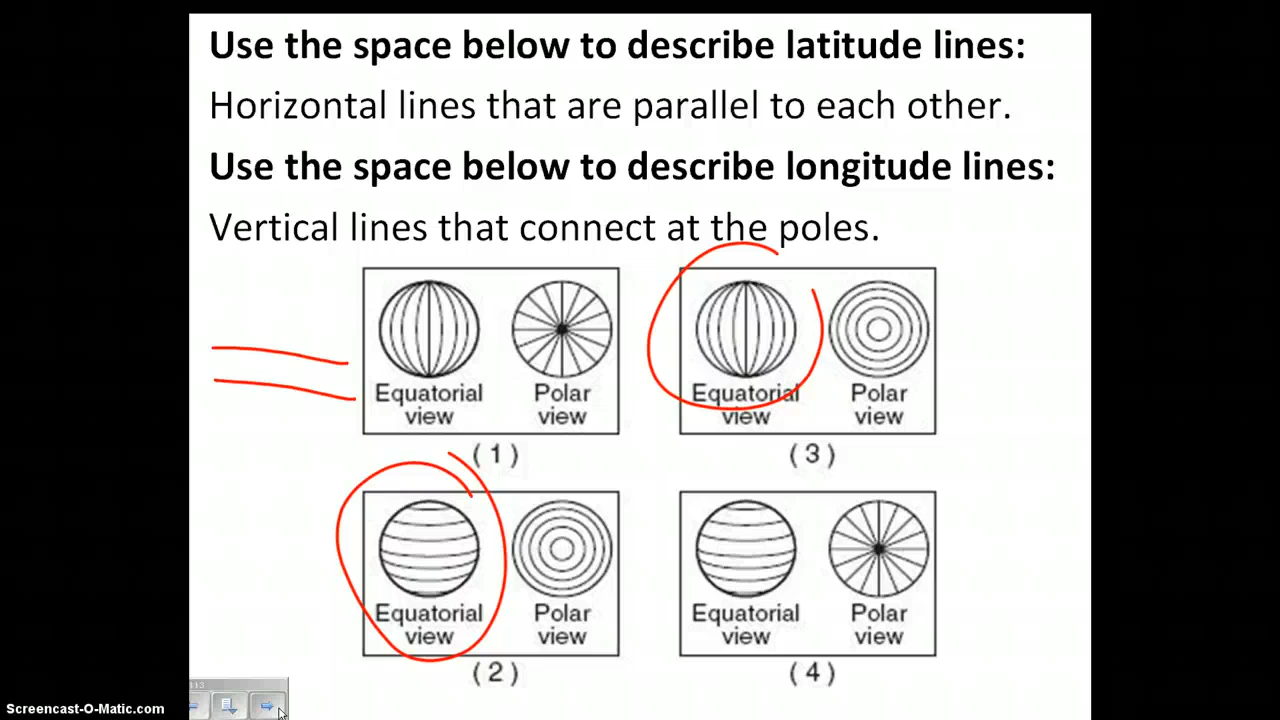 Use the space below to describe latitude lines:
Horizontal lines that are parallel to each other.
Use the space below to describe longitude lines:
Vertical lines that connect at the poles.
Equatorial view
Polar view
(1)
Equatorial view
Polar view
(3)
Equatorial view
Polar view
(2)
Equatorial view
Polar view
(4)
Screencast-O-Matic.com